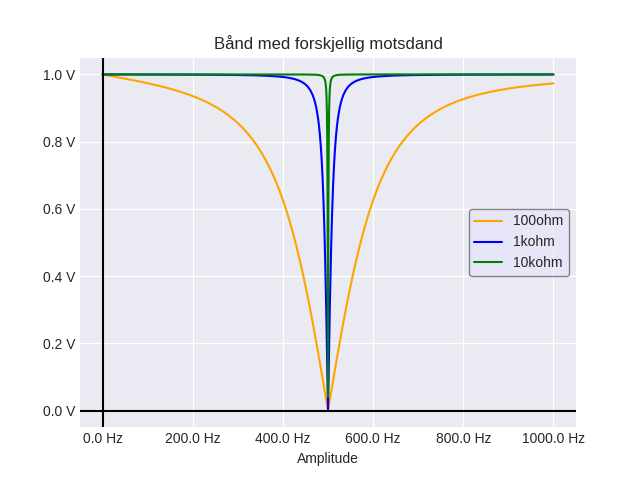 Bånd med forskjellig motsdand
1.0 V
0.8 V
0.6 V
0.4 V
0.2 V
0.0 V
100ohm
1kohm
10kohm
0.0 Hz 200.0 Hz 400.0 Hz 600.0 Hz 800.0 Hz 1000.0 Hz
Amplitude